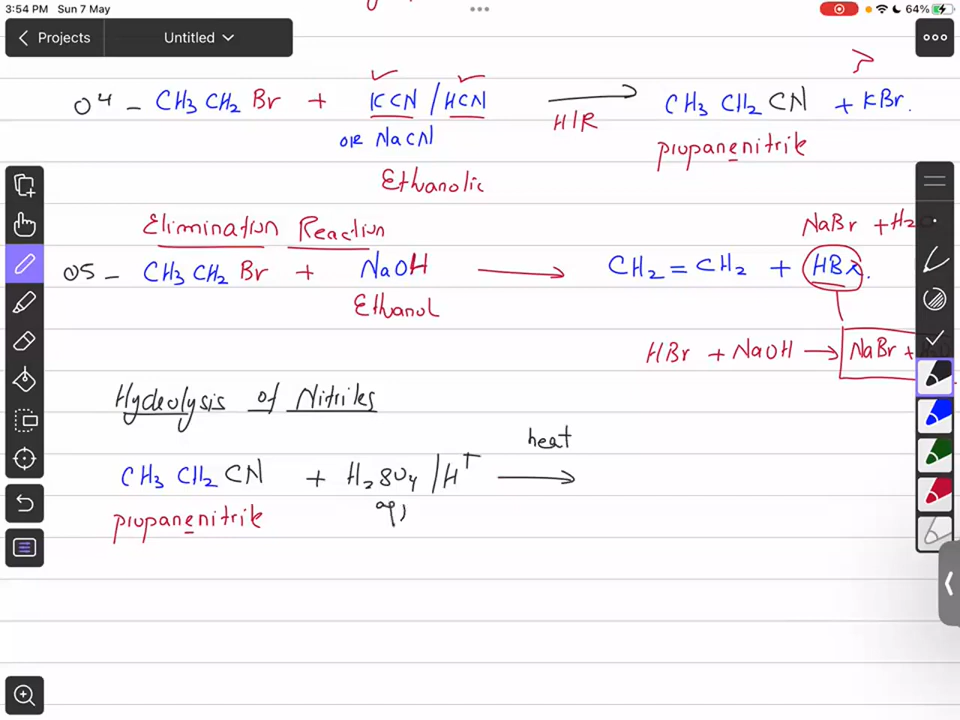 3:54 PM Sun 7 May
64%
Projects
Untitled
04 - CH3 CH2 Br + KCN / HCN → CH3 CH2 CN + KBr.
OR NaCN
H/R
propanenitrile
Ethanolic
Elimination Reaction
NaBr + H2O
05 - CH3 CH2 Br + NaOH → CH2 = CH2 + HBr.
Ethanol
HBr + NaOH → NaBr +
Hydrolysis of Nitriles
heat
CH3 CH2 CN + H2SO4 / H+ →
propanenitrile
aq